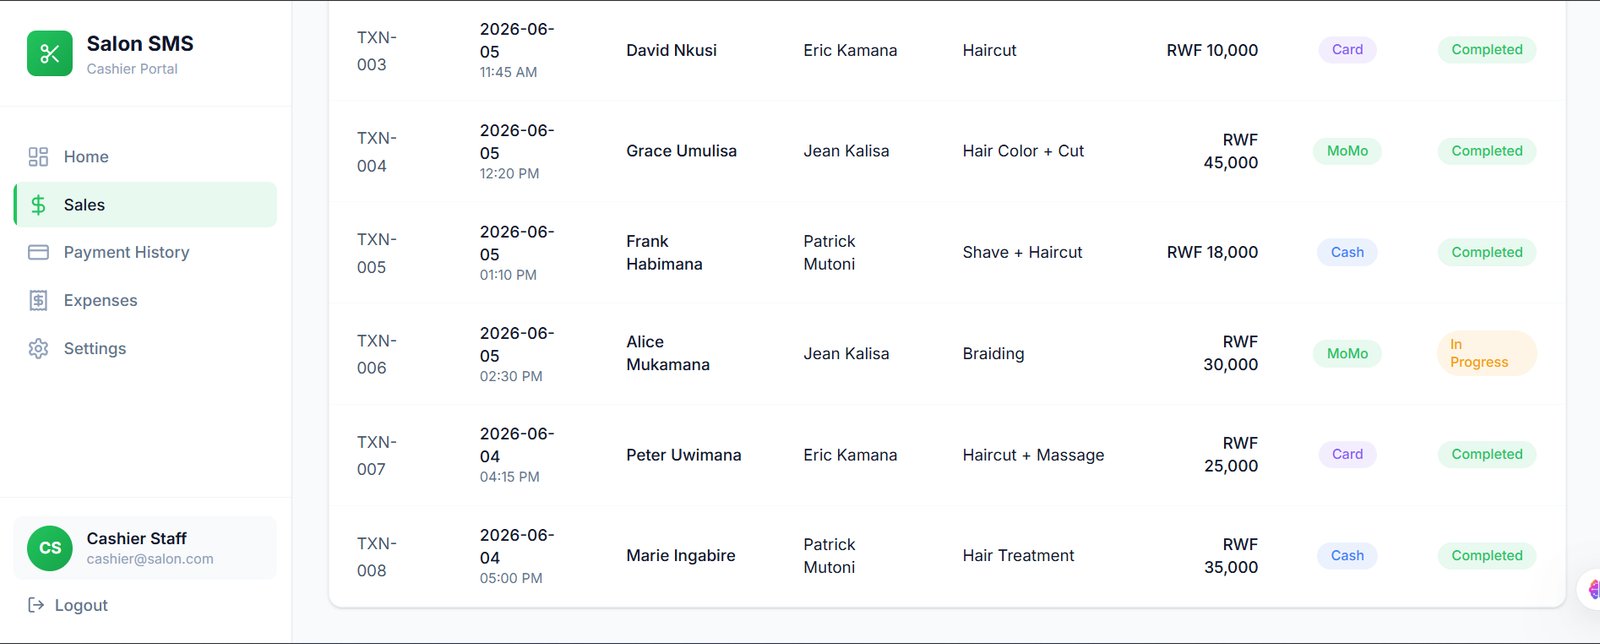 Salon SMS
Cashier Portal
Home
Sales
Payment History
Expenses
Settings
CS
Cashier Staff
cashier@salon.com
Logout
TXN-
003
2026-06-
05
11:45 AM
David Nkusi
Eric Kamana
Haircut
RWF 10,000
Card
Completed
TXN-
004
2026-06-
05
12:20 PM
Grace Umulisa
Jean Kalisa
Hair Color + Cut
RWF
45,000
MoMo
Completed
TXN-
005
2026-06-
05
01:10 PM
Frank
Habimana
Patrick
Mutoni
Shave + Haircut
RWF 18,000
Cash
Completed
TXN-
006
2026-06-
05
02:30 PM
Alice
Mukamana
Jean Kalisa
Braiding
RWF
30,000
MoMo
In
Progress
TXN-
007
2026-06-
04
04:15 PM
Peter Uwimana
Eric Kamana
Haircut + Massage
RWF
25,000
Card
Completed
TXN-
008
2026-06-
04
05:00 PM
Marie Ingabire
Patrick
Mutoni
Hair Treatment
RWF
35,000
Cash
Completed